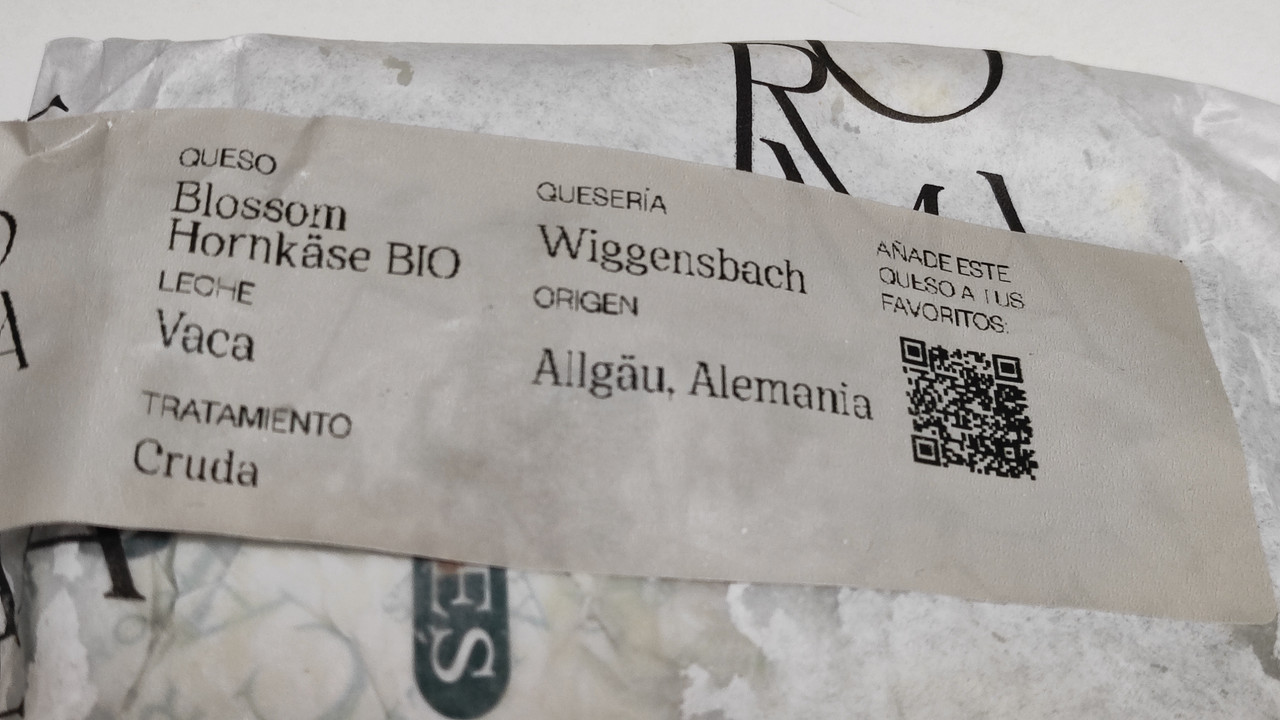 QUESO
Blossom
Hornkäse BIO
LECHE
Vaca
TRATAMIENTO
Cruda
QUESERÍA
Wiggensbach
ORIGEN
Allgäu, Alemania
AÑADE ESTE
QUESO A TUS
FAVORITOS: